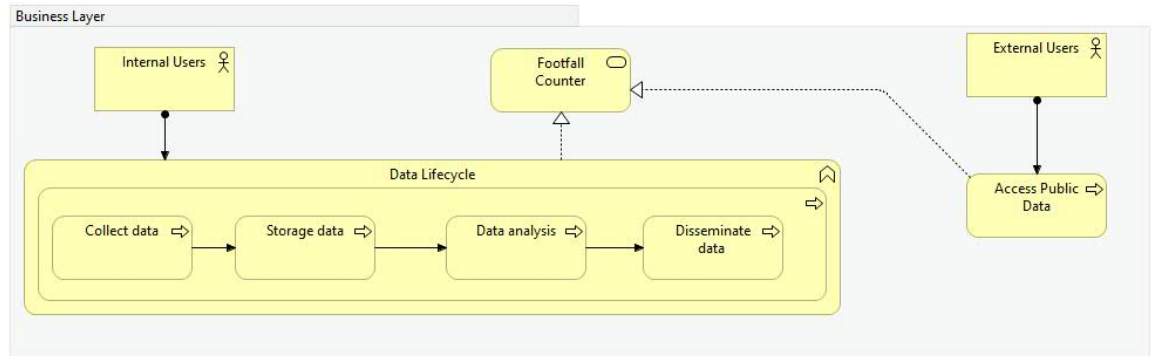 Business Layer
Internal Users
Footfall
Counter
External Users
Data Lifecycle
Access Public
Data
Collect data
Storage data
Data analysis
Disseminate
data